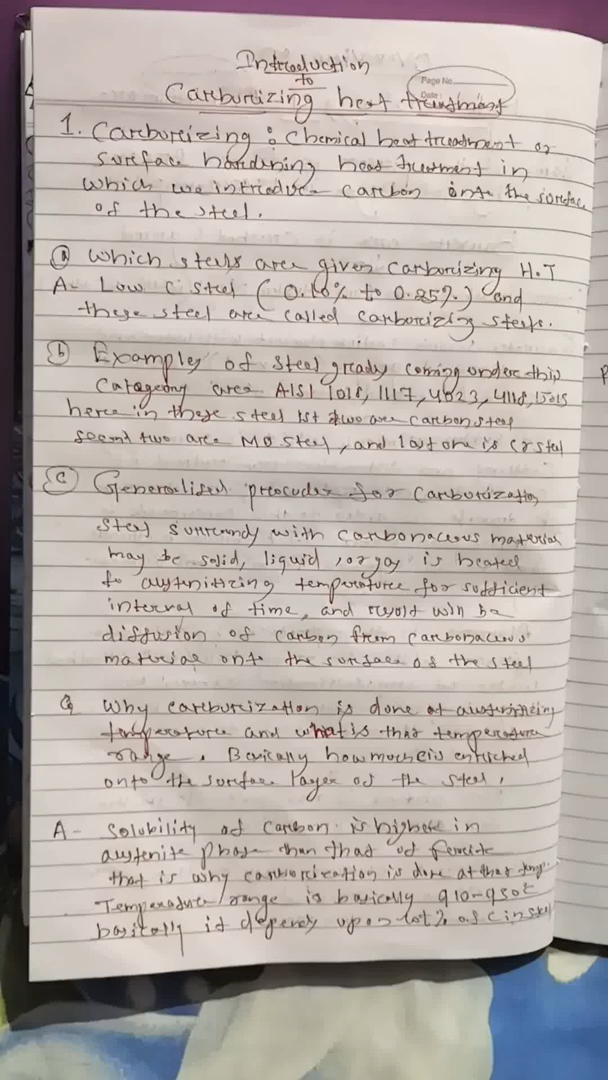 Introduction
to
Page No.
Date:
Carburizing heat treatment
1. Carburizing : Chemical heat treatment or
surface hardening heat treatment in
which we introduce carbon onto the surface
of the steel.
(a) which steels are given carburizing H.T
A- Low C steel (0.10% to 0.25%) and
these steel are called carborizing steels.
(b) Examples of steel grades coming under this
Catageory are AISI 1018, 1117, 4023, 4118, 5015
here in these steel 1st two are carbon steel
second two are MO steel, and last one is Cr steel
(c) Generalised procudes for carburization
Steel surround with carbonaceous material
may be solid, liquid, or gas is heated
to austenitizing temperature for sufficient
interval of time, and result will be
diffusion of carbon from carbonaceous
material onto the surface of the steel
Q Why carburization is done at austenitizing
temperature and what is that temperature
range. Basically how much c is enriched
onto the surface layer of the steel.
A- Solubility of carbon is highest in
austenite phase than that of ferrite
that is why carborization is done at that temp.
Temperature range is basically 910-950°C
basically it depends upon lot % of C in steel